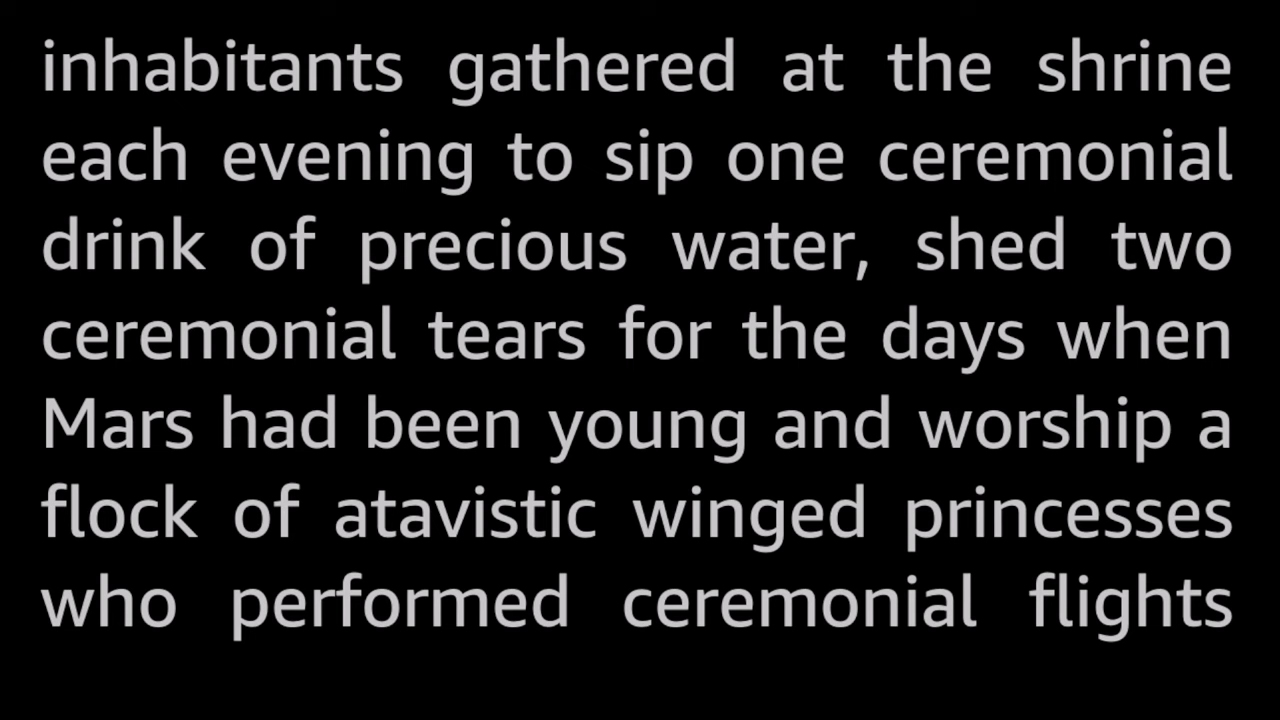 inhabitants gathered at the shrine
each evening to sip one ceremonial
drink of precious water, shed two
ceremonial tears for the days when
Mars had been young and worship a
flock of atavistic winged princesses
who performed ceremonial flights